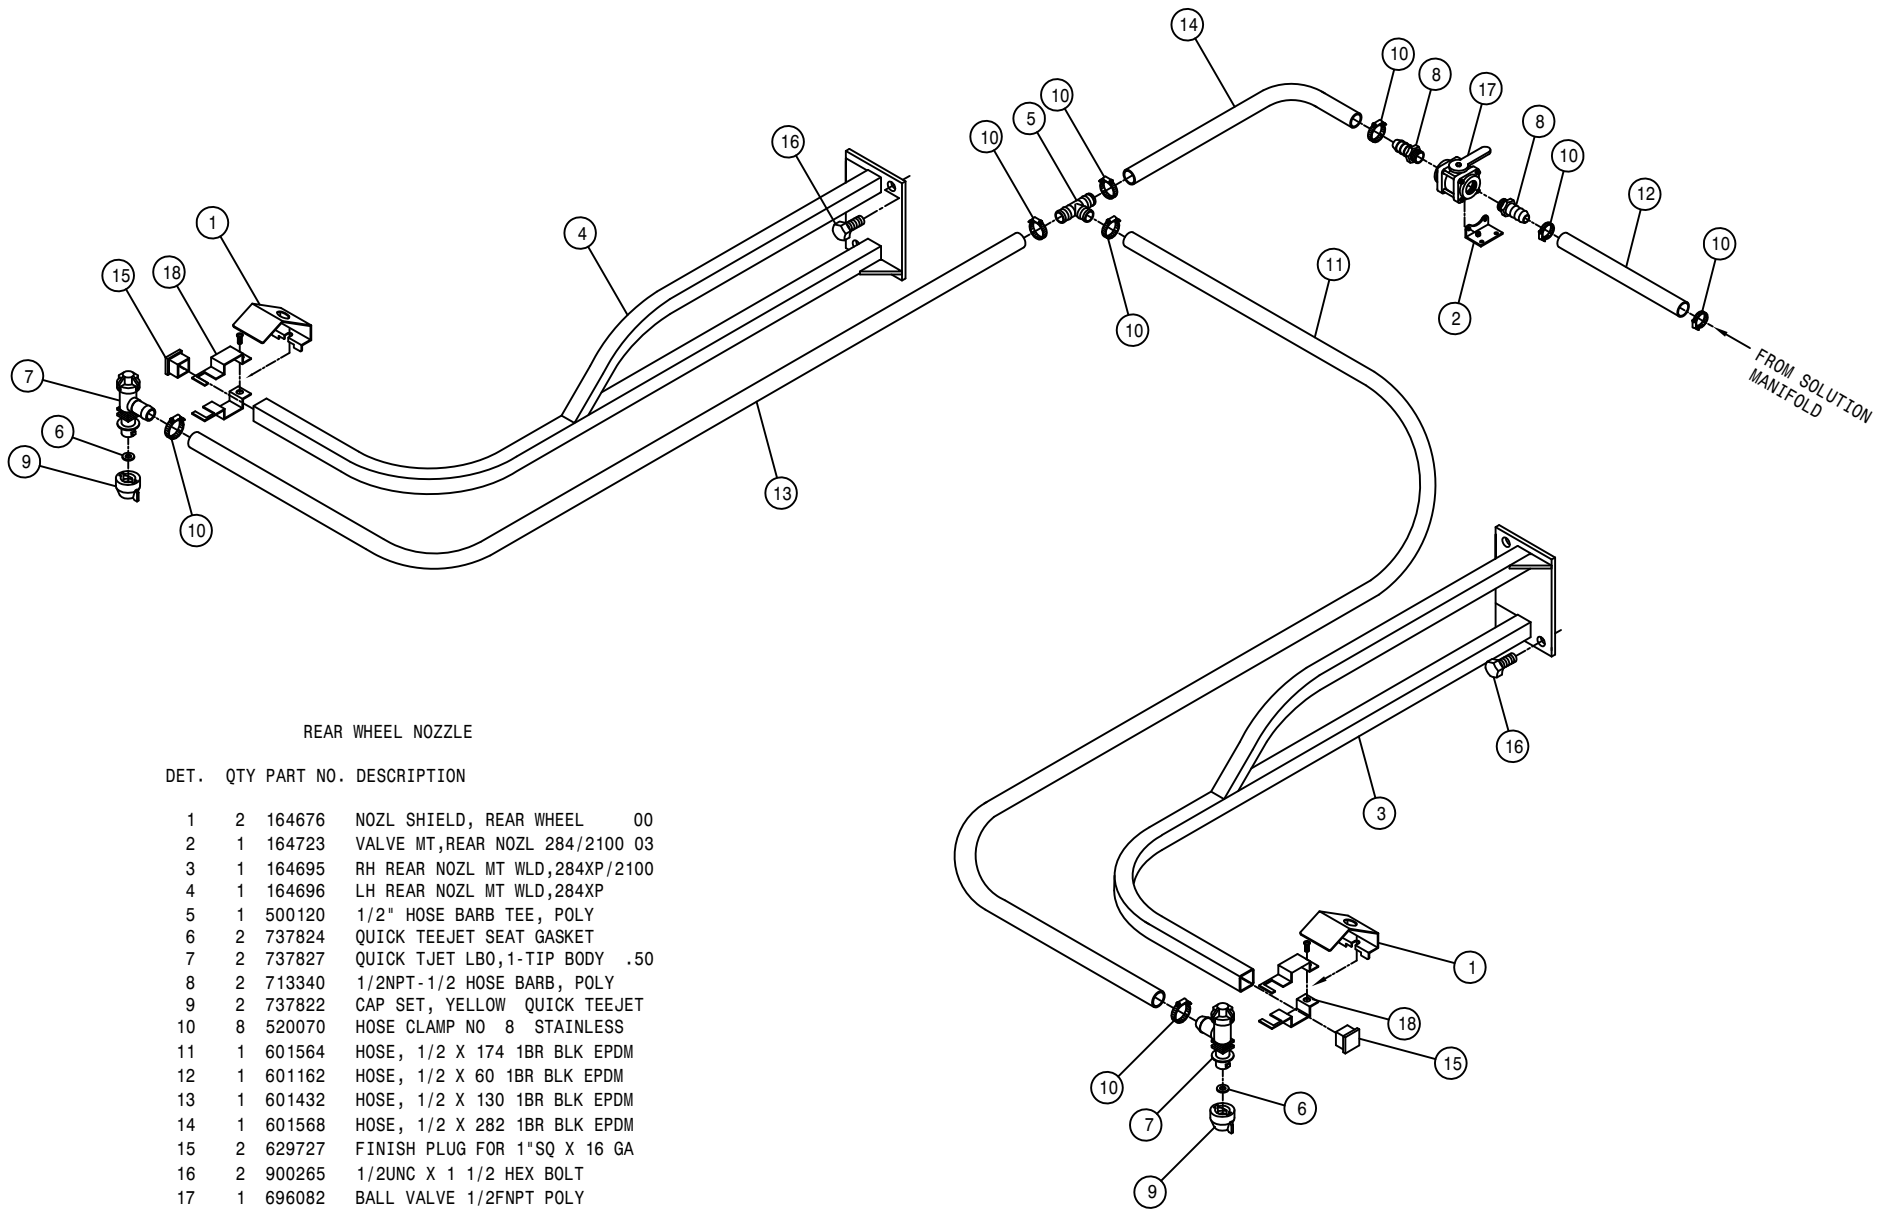 14
10
8
17
10
5
8
10
16
10
12
1
4
10
11
15
18
2
10
7
FROM SOLUTION
MANIFOLD
6
9
13
10
16
3
1
18
15
10
6
7
9
REAR WHEEL NOZZLE
DET. QTY PART NO. DESCRIPTION
1 2 164676 NOZL SHIELD, REAR WHEEL 00
2 1 164723 VALVE MT,REAR NOZL 284/2100 03
3 1 164695 RH REAR NOZL MT WLD,284XP/2100
4 1 164696 LH REAR NOZL MT WLD,284XP
5 1 500120 1/2" HOSE BARB TEE, POLY
6 2 737824 QUICK TEEJET SEAT GASKET
7 2 737827 QUICK TJET LBO,1-TIP BODY .50
8 2 713340 1/2NPT-1/2 HOSE BARB, POLY
9 2 737822 CAP SET, YELLOW QUICK TEEJET
10 8 520070 HOSE CLAMP NO 8 STAINLESS
11 1 601564 HOSE, 1/2 X 174 1BR BLK EPDM
12 1 601162 HOSE, 1/2 X 60 1BR BLK EPDM
13 1 601432 HOSE, 1/2 X 130 1BR BLK EPDM
14 1 601568 HOSE, 1/2 X 282 1BR BLK EPDM
15 2 629727 FINISH PLUG FOR 1"SQ X 16 GA
16 2 900265 1/2UNC X 1 1/2 HEX BOLT
17 1 696082 BALL VALVE 1/2FNPT POLY